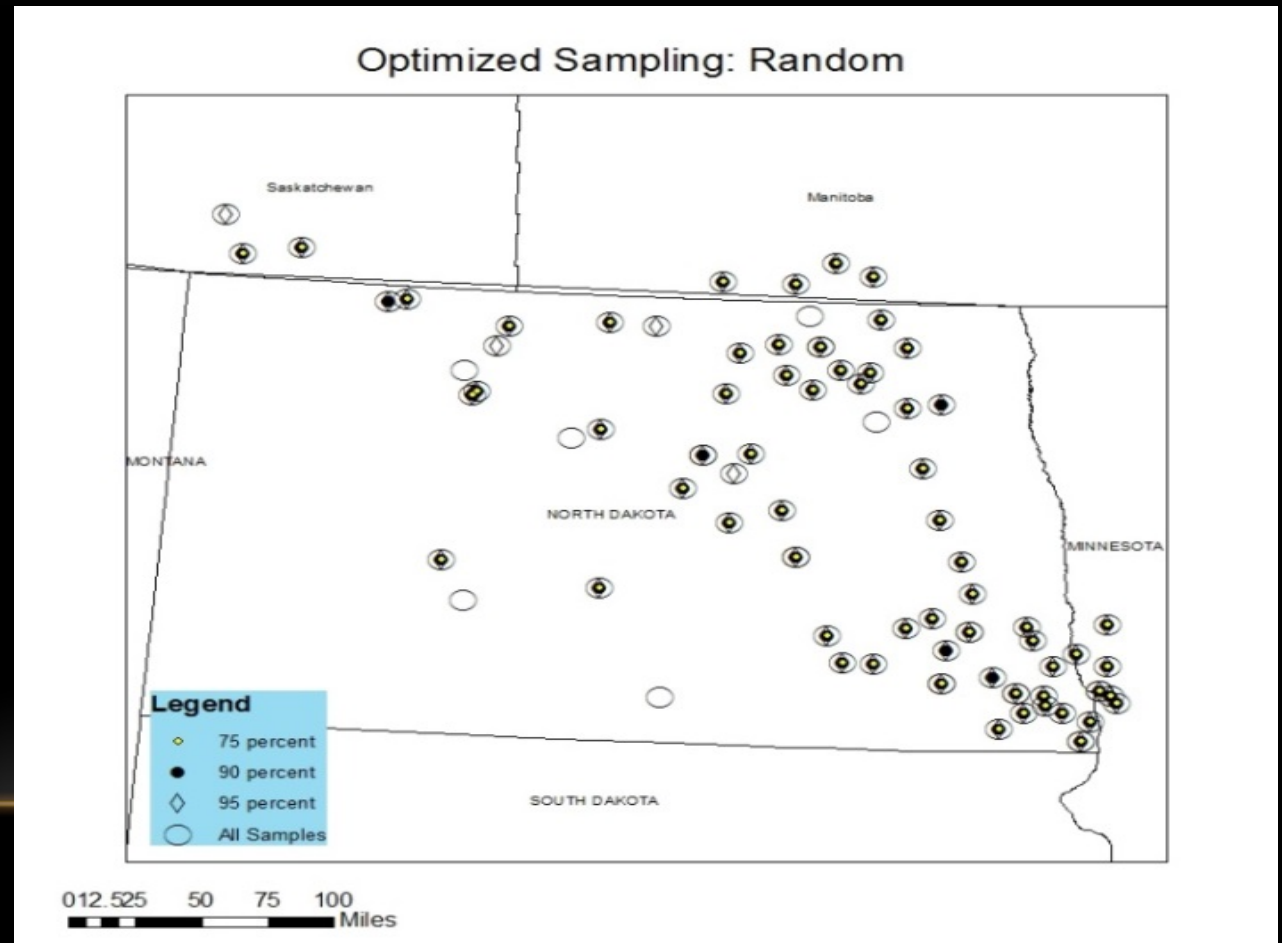 Optimized Sampling: Random
Saskatchewan
Manitoba
MONTANA
NORTH DAKOTA
MINNESOTA
Legend
75 percent
90 percent
95 percent
All Samples
SOUTH DAKOTA
012.525 50 75 100
Miles